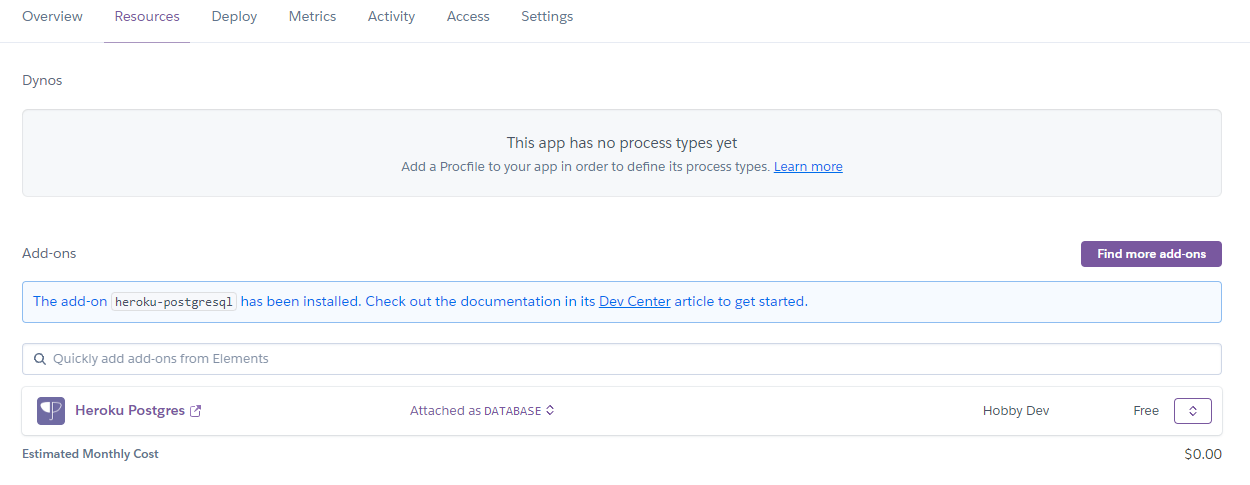 Overview Resources Deploy Metrics Activity Access Settings
Dynos
This app has no process types yet
Add a Procfile to your app in order to define its process types. Learn more
Add-ons Find more add-ons
The add-on heroku-postgresql has been installed. Check out the documentation in its Dev Center article to get started.
Quickly add add-ons from Elements
Heroku Postgres Attached as DATABASE Hobby Dev Free
Estimated Monthly Cost $0.00